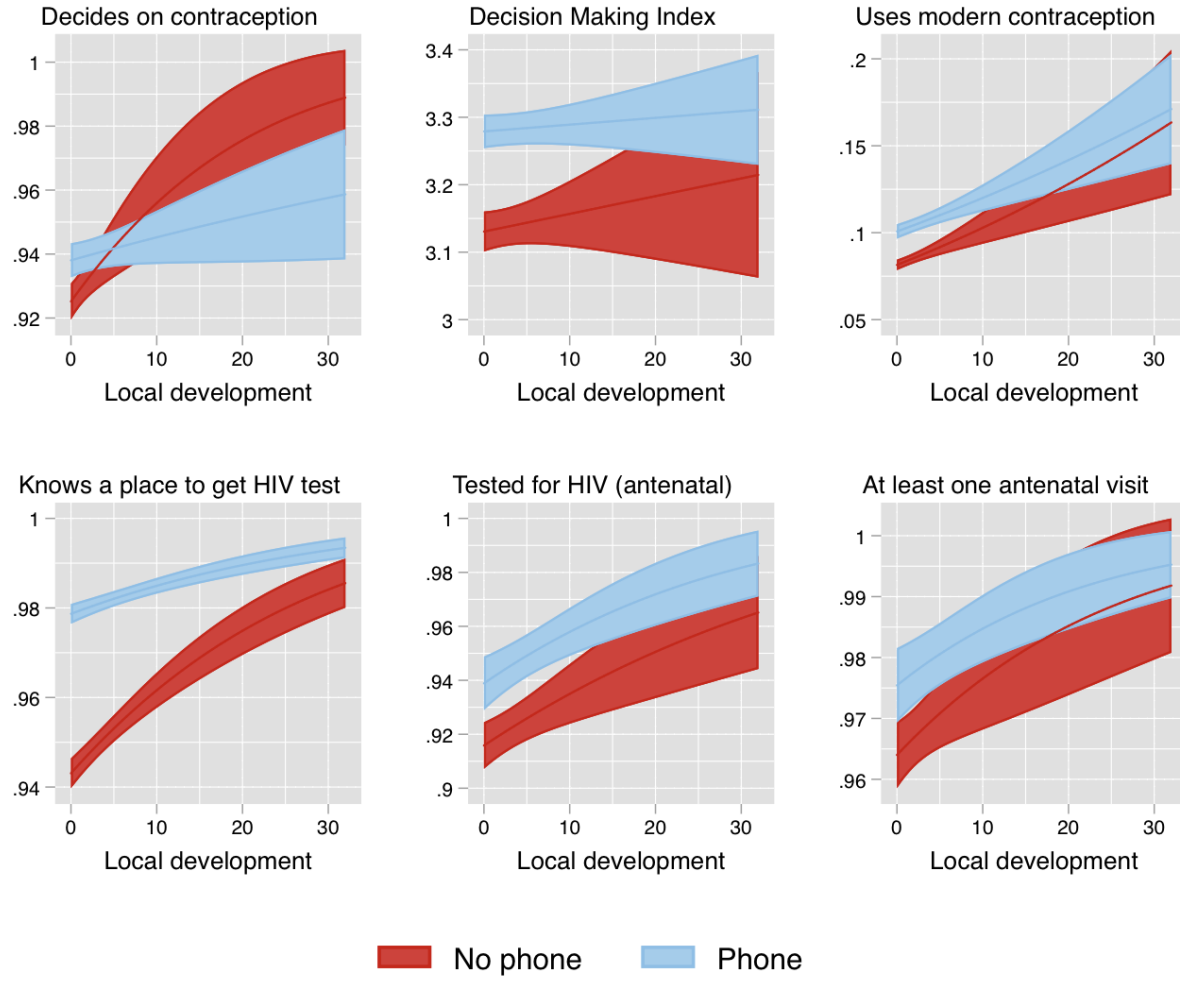 Decides on contraception
1
.98
.96
.94
.92
0 10 20 30
Local development
Decision Making Index
3.4
3.3
3.2
3.1
3
0 10 20 30
Local development
Uses modern contraception
.2
.15
.1
.05
0 10 20 30
Local development
Knows a place to get HIV test
1
.98
.96
.94
0 10 20 30
Local development
Tested for HIV (antenatal)
1
.98
.96
.94
.92
.9
0 10 20 30
Local development
At least one antenatal visit
1
.99
.98
.97
.96
0 10 20 30
Local development
No phone Phone